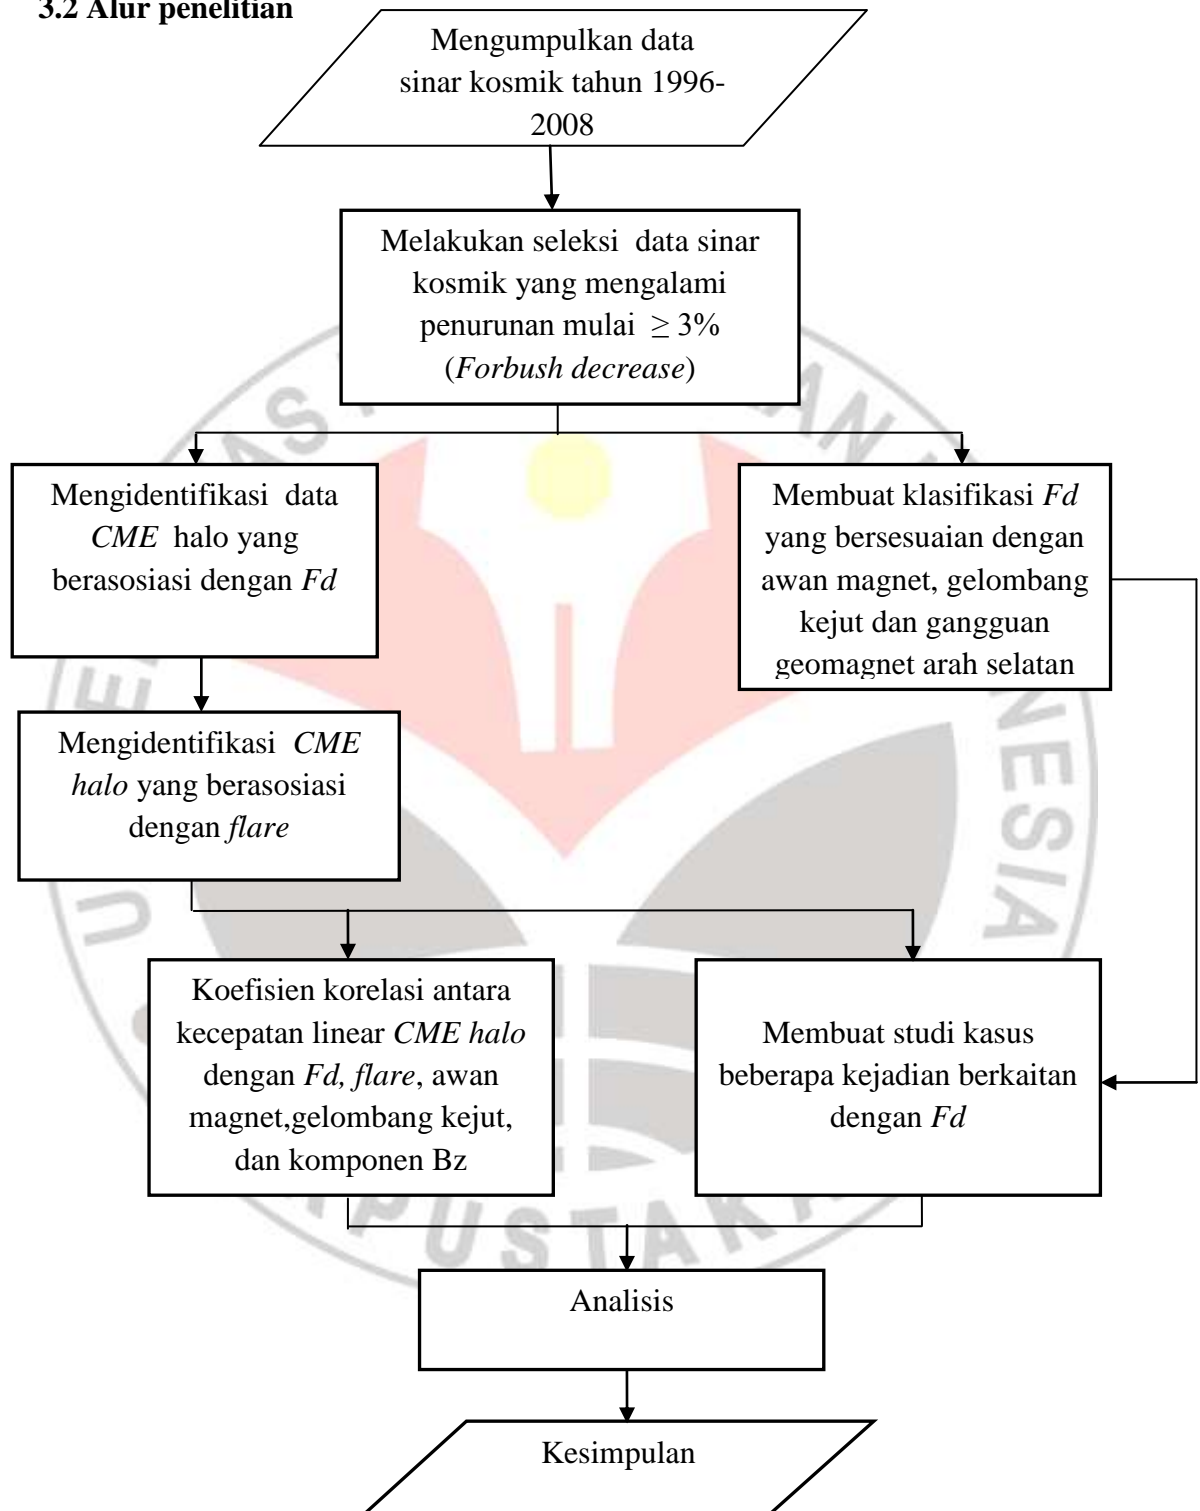 3.2 Alur penelitian
Mengumpulkan data
sinar kosmik tahun 1996-
2008
Melakukan seleksi data sinar
kosmik yang mengalami
penurunan mulai ≥ 3%
(Forbush decrease)
Mengidentifikasi data
CME halo yang
berasosiasi dengan Fd
Membuat klasifikasi Fd
yang bersesuaian dengan
awan magnet, gelombang
kejut dan gangguan
geomagnet arah selatan
Mengidentifikasi CME
halo yang berasosiasi
dengan flare
Koefisien korelasi antara
kecepatan linear CME halo
dengan Fd, flare, awan
magnet,gelombang kejut,
dan komponen Bz
Membuat studi kasus
beberapa kejadian berkaitan
dengan Fd
Analisis
Kesimpulan